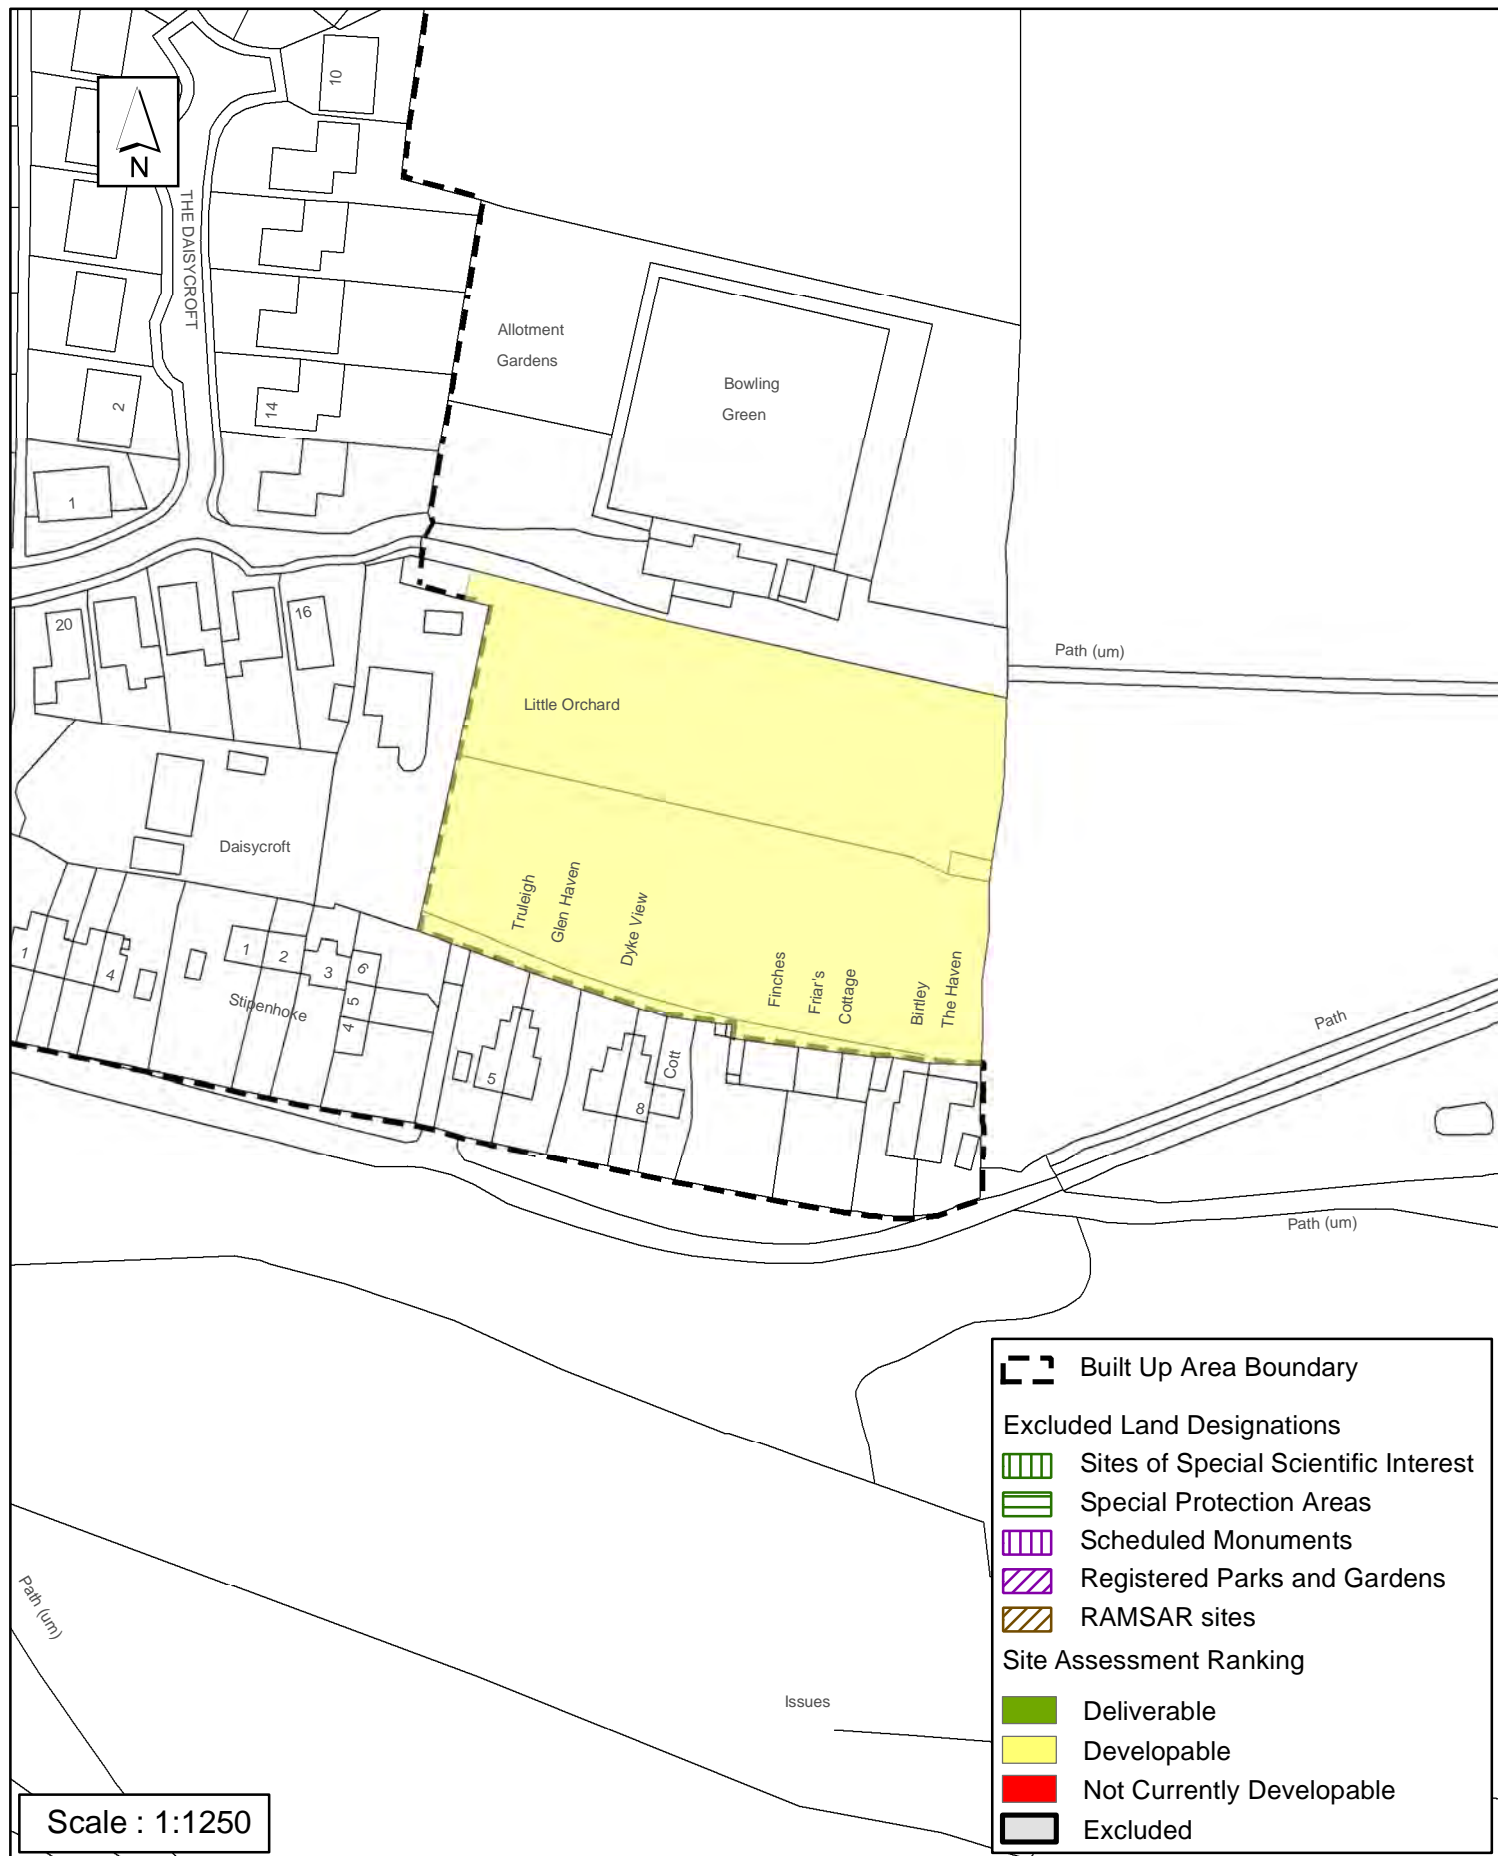 10
N
THE DAISYCROFT
Allotment
Gardens
Bowling
Green
2
14
1
20
16
Path (um)
Little Orchard
Daisycroft
Truleigh
Glen Haven
Dyke View
Finches
Friar's
Cottage
Birtley
The Haven
1
4
1
2
3
6
5
4
Stipenhoke
5
8
Cott
Path
Path (um)
Path (um)
Issues
Built Up Area Boundary
Excluded Land Designations
Sites of Special Scientific Interest
Special Protection Areas
Scheduled Monuments
Registered Parks and Gardens
RAMSAR sites
Site Assessment Ranking
Deliverable
Developable
Not Currently Developable
Excluded
Scale : 1:1250